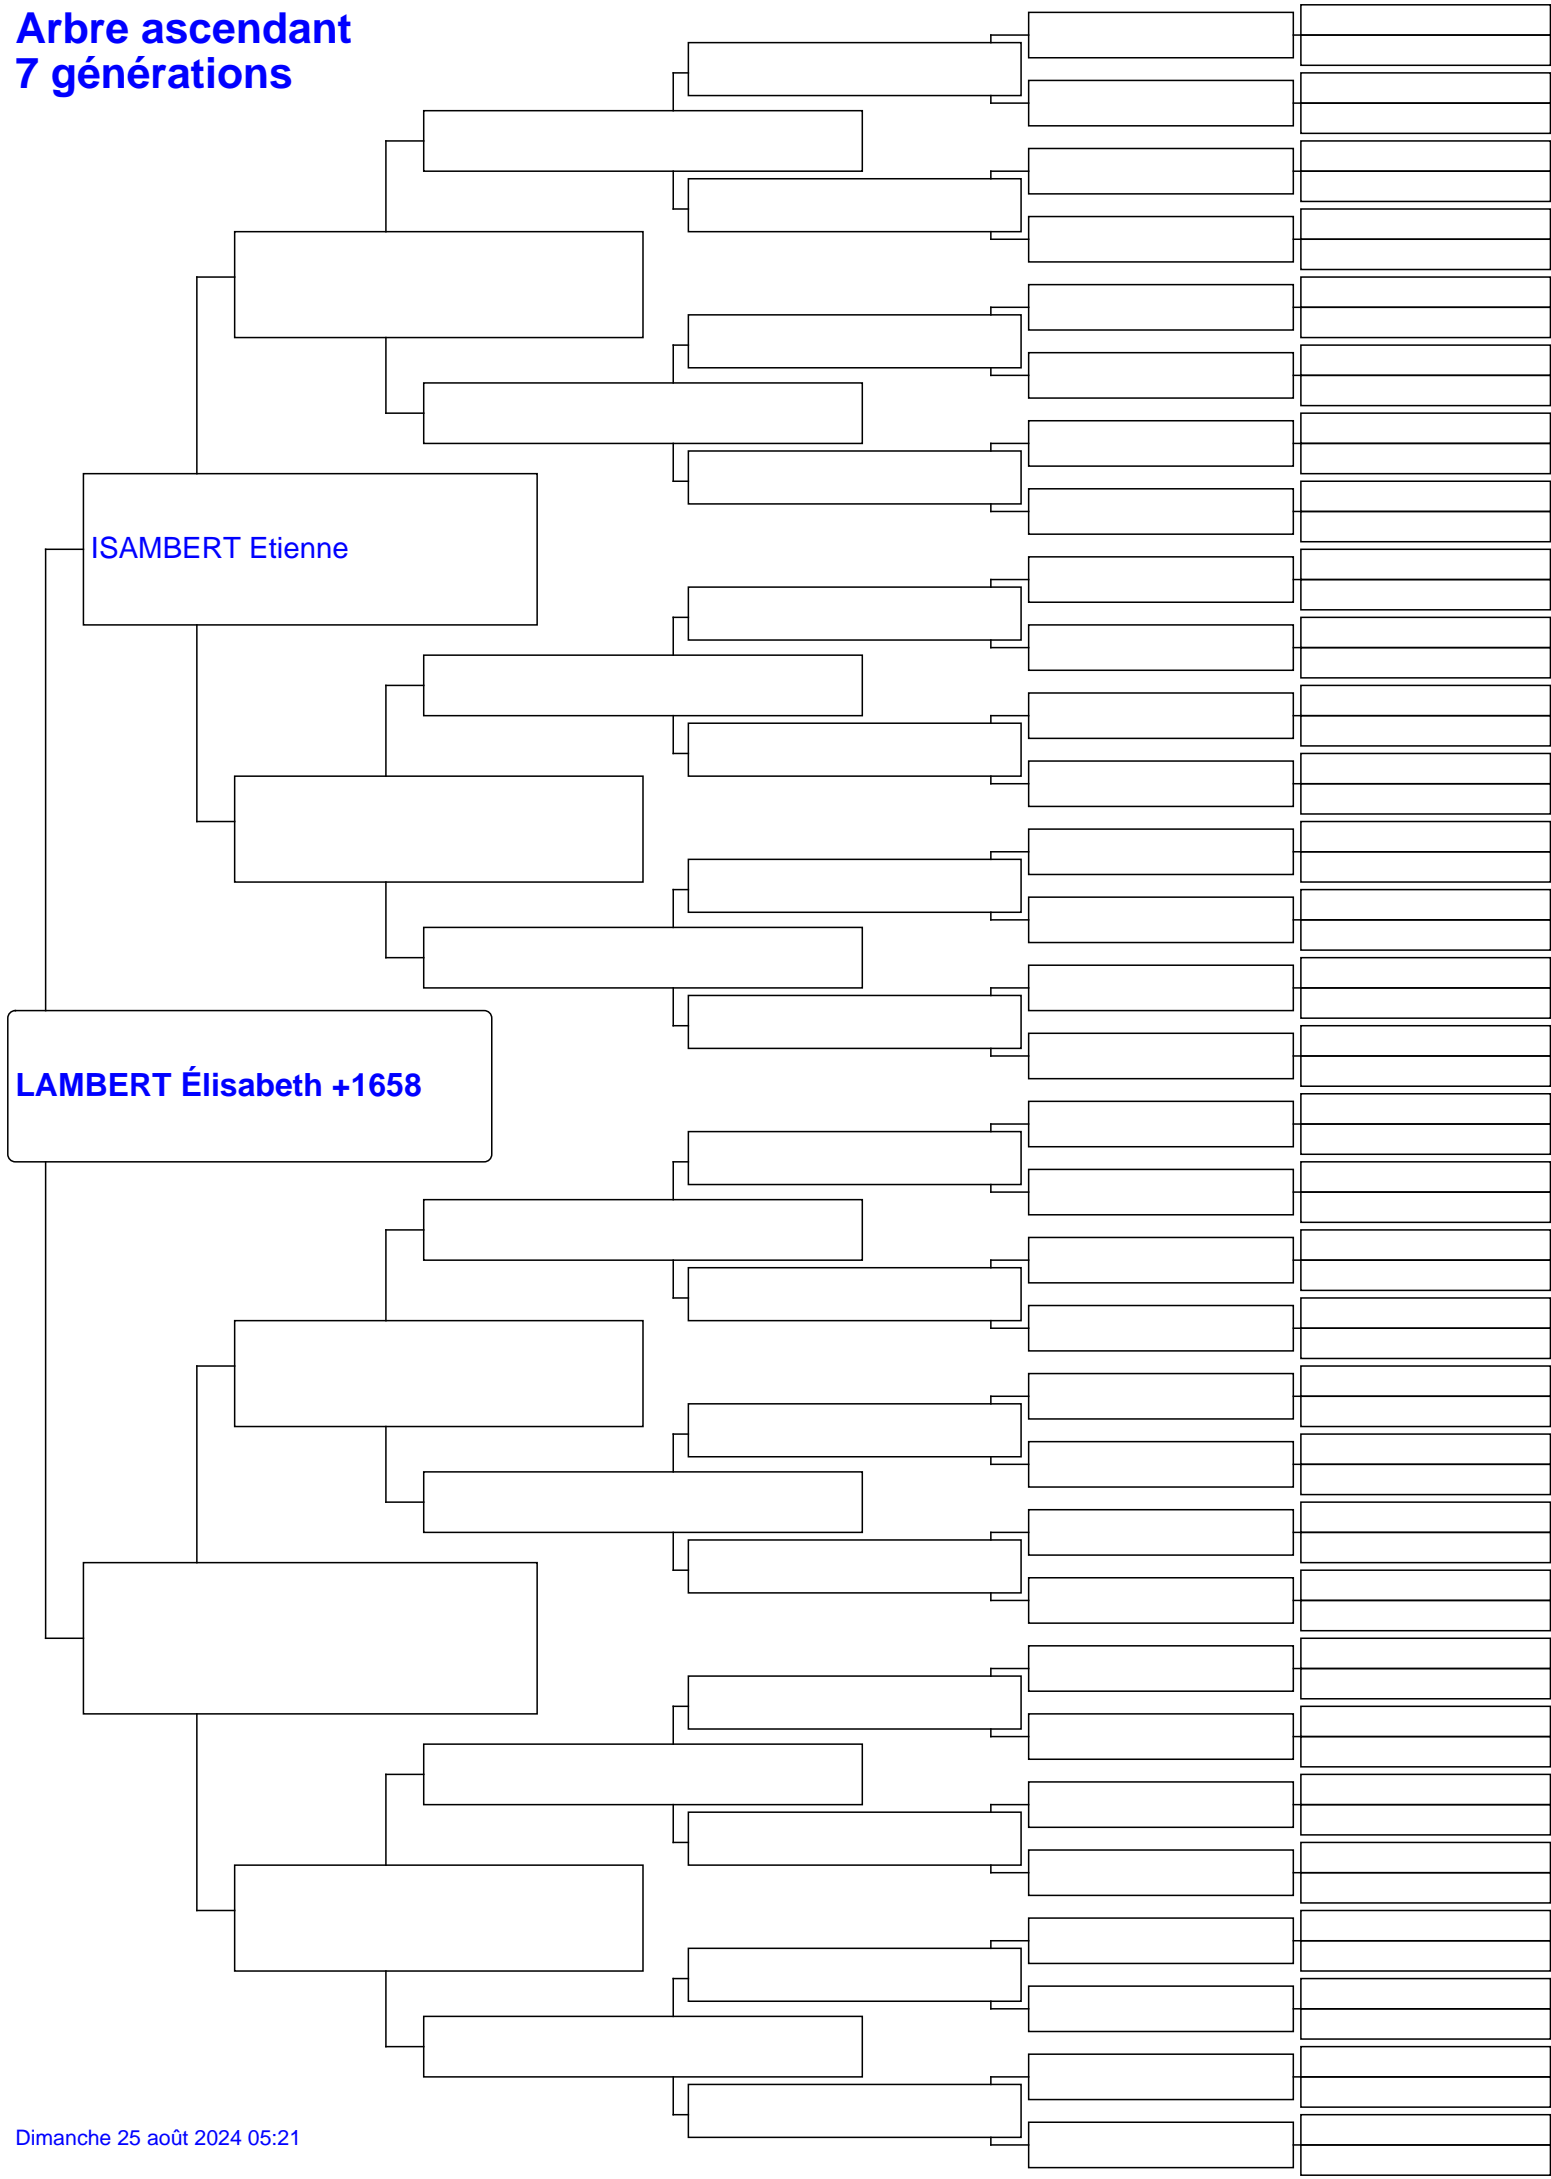 Arbre ascendant
7 générations
ISAMBERT Etienne
LAMBERT Élisabeth +1658
Dimanche 25 août 2024 05:21